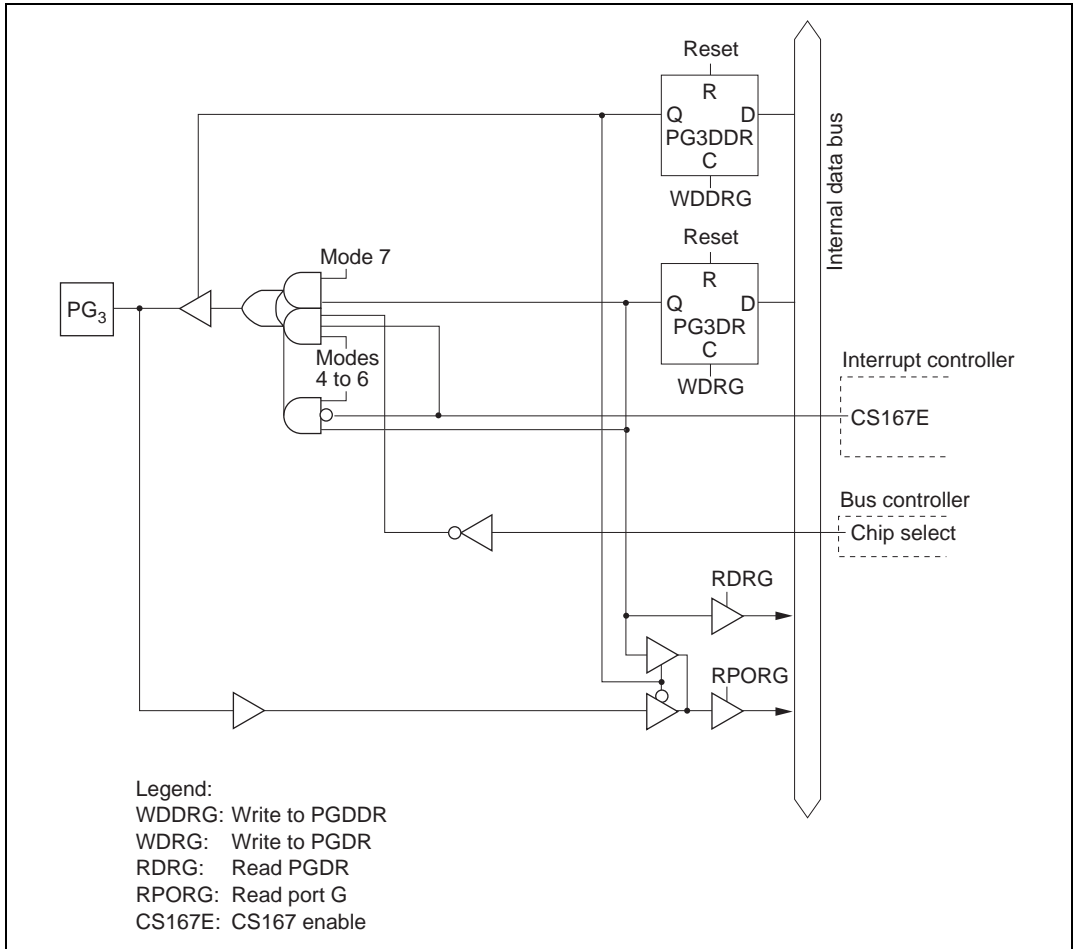 Reset
R
Q D
PG3DDR
C
WDDRG
Internal data bus
Reset
R
Q D
PG3DR
C
WDRG
Mode 7
PG3
Modes
4 to 6
Interrupt controller
CS167E
Bus controller
Chip select
RDRG
RPORG
Legend:
WDDRG: Write to PGDDR
WDRG: Write to PGDR
RDRG: Read PGDR
RPORG: Read port G
CS167E: CS167 enable